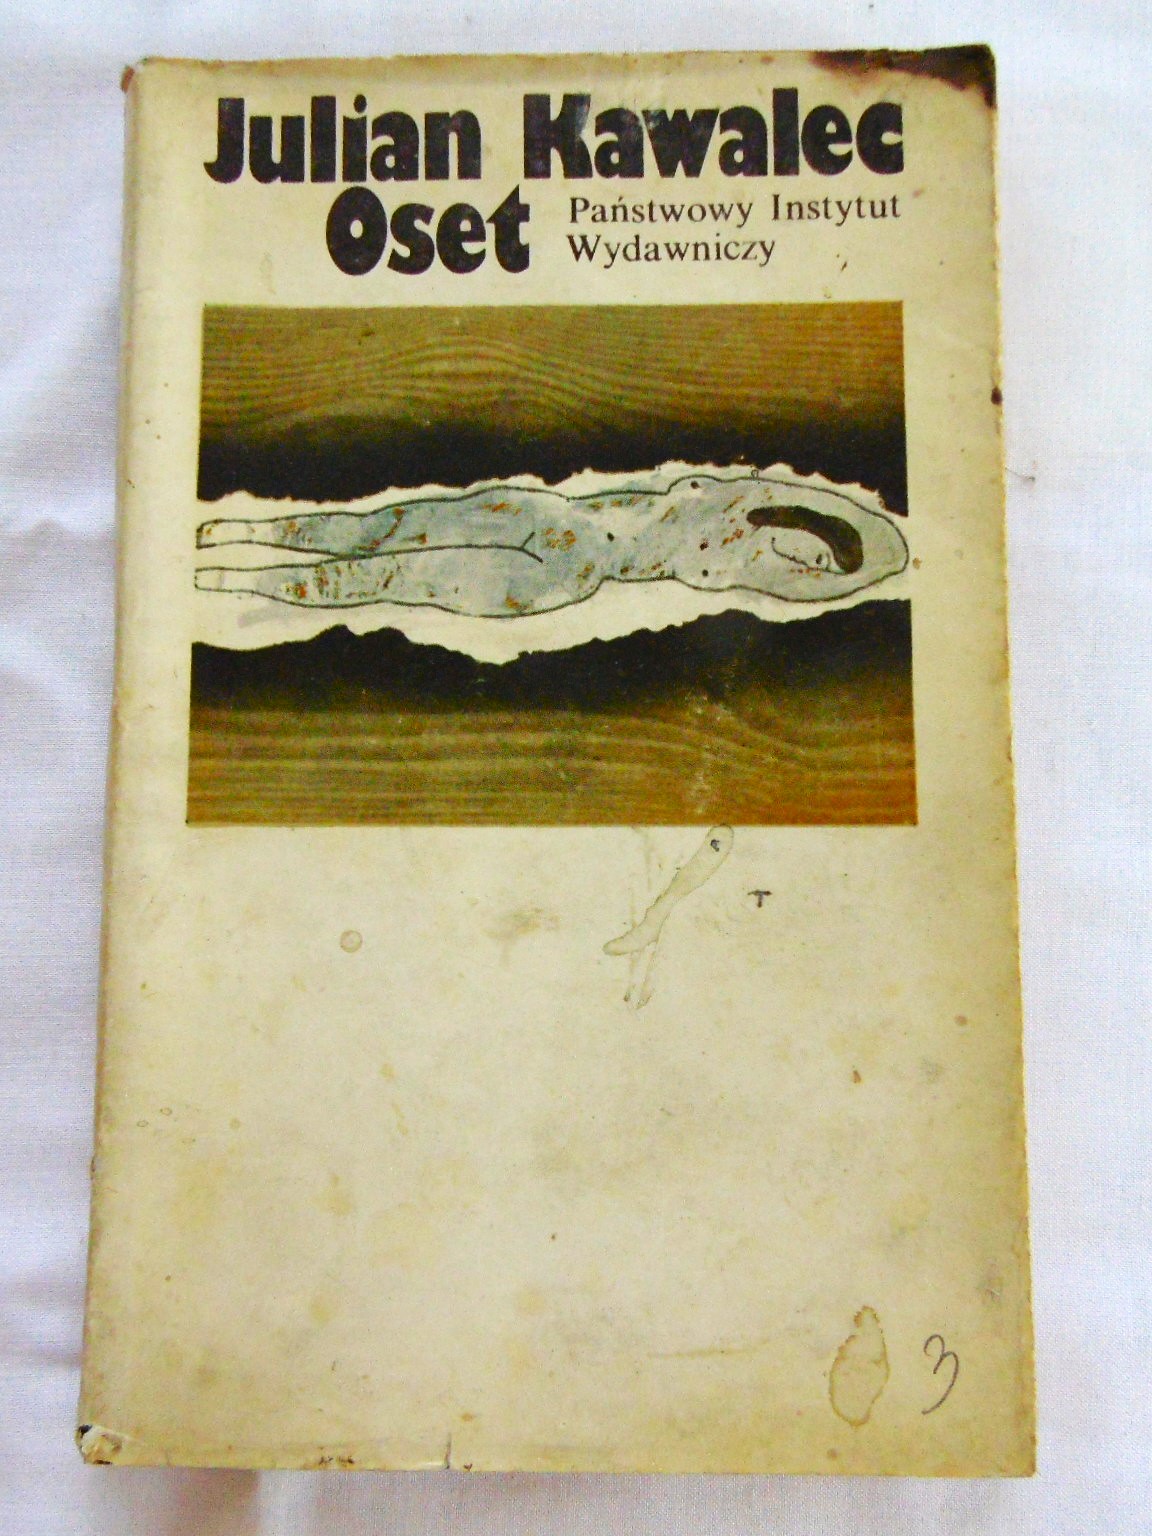 Julian Kawalec
Oset
Państwowy Instytut
Wydawniczy
3